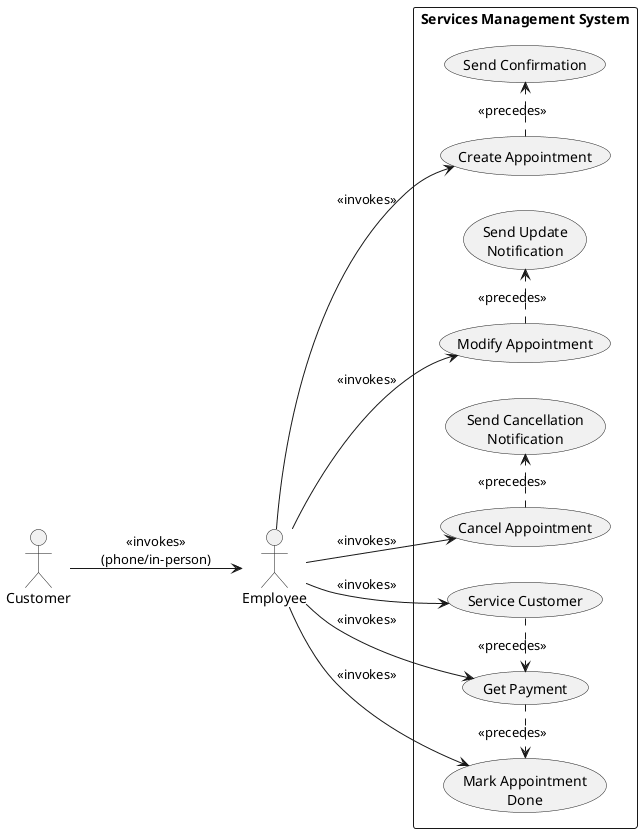 Services Management System
Send Confirmation
«precedes»
Create Appointment
«invokes»
Send Update
Notification
«precedes»
Modify Appointment
«invokes»
Send Cancellation
Notification
«precedes»
Cancel Appointment
«invokes»
«invokes»
(phone/in-person)
Customer
Employee
«invokes»
Service Customer
«precedes»
«invokes»
Get Payment
«invokes»
«precedes»
Mark Appointment
Done